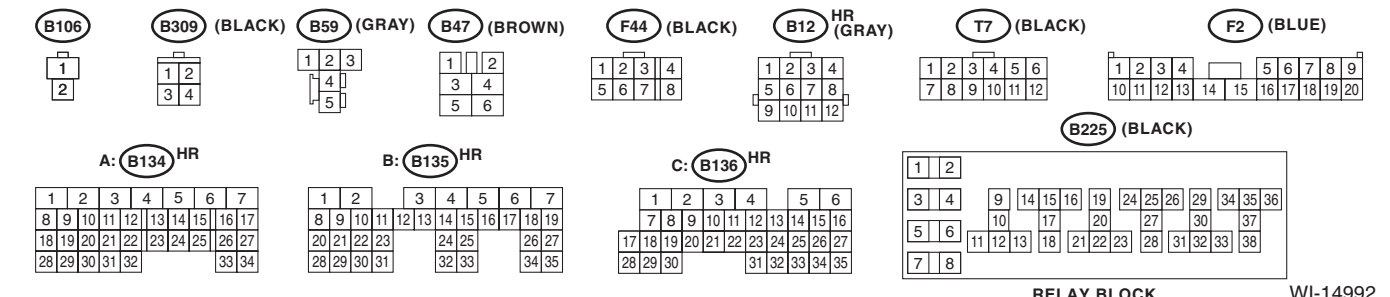 B106 B309 (BLACK) B59 (GRAY) B47 (BROWN) F44 (BLACK) B12 HR (GRAY) T7 (BLACK) F2 (BLUE)
1
2
1 2
3 4
1 2 3
4
5
1 2
3 4
5 6
1 2 3 4
5 6 7 8
1 2 3 4
5 6 7 8
9 10 11 12
1 2 3 4 5 6
7 8 9 10 11 12
1 2 3 4 5 6 7 8 9
10 11 12 13 14 15 16 17 18 19 20
A: B134 HR
1 2 3 4 5 6 7
8 9 10 11 12 13 14 15 16 17
18 19 20 21 22 23 24 25 26 27
28 29 30 31 32 33 34
B: B135 HR
1 2 3 4 5 6 7
8 9 10 11 12 13 14 15 16 17 18 19
20 21 22 23 24 25 26 27
28 29 30 31 32 33 34 35
C: B136 HR
1 2 3 4 5 6
7 8 9 10 11 12 13 14 15 16
17 18 19 20 21 22 23 24 25 26 27
28 29 30 31 32 33 34 35
B225 (BLACK)
1 2
3 4 9 14 15 16 19 24 25 26 29 34 35 36
10 17 20 27 30 37
5 6 11 12 13 18 21 22 23 28 31 32 33 38
7 8
RELAY BLOCK
WI-14992